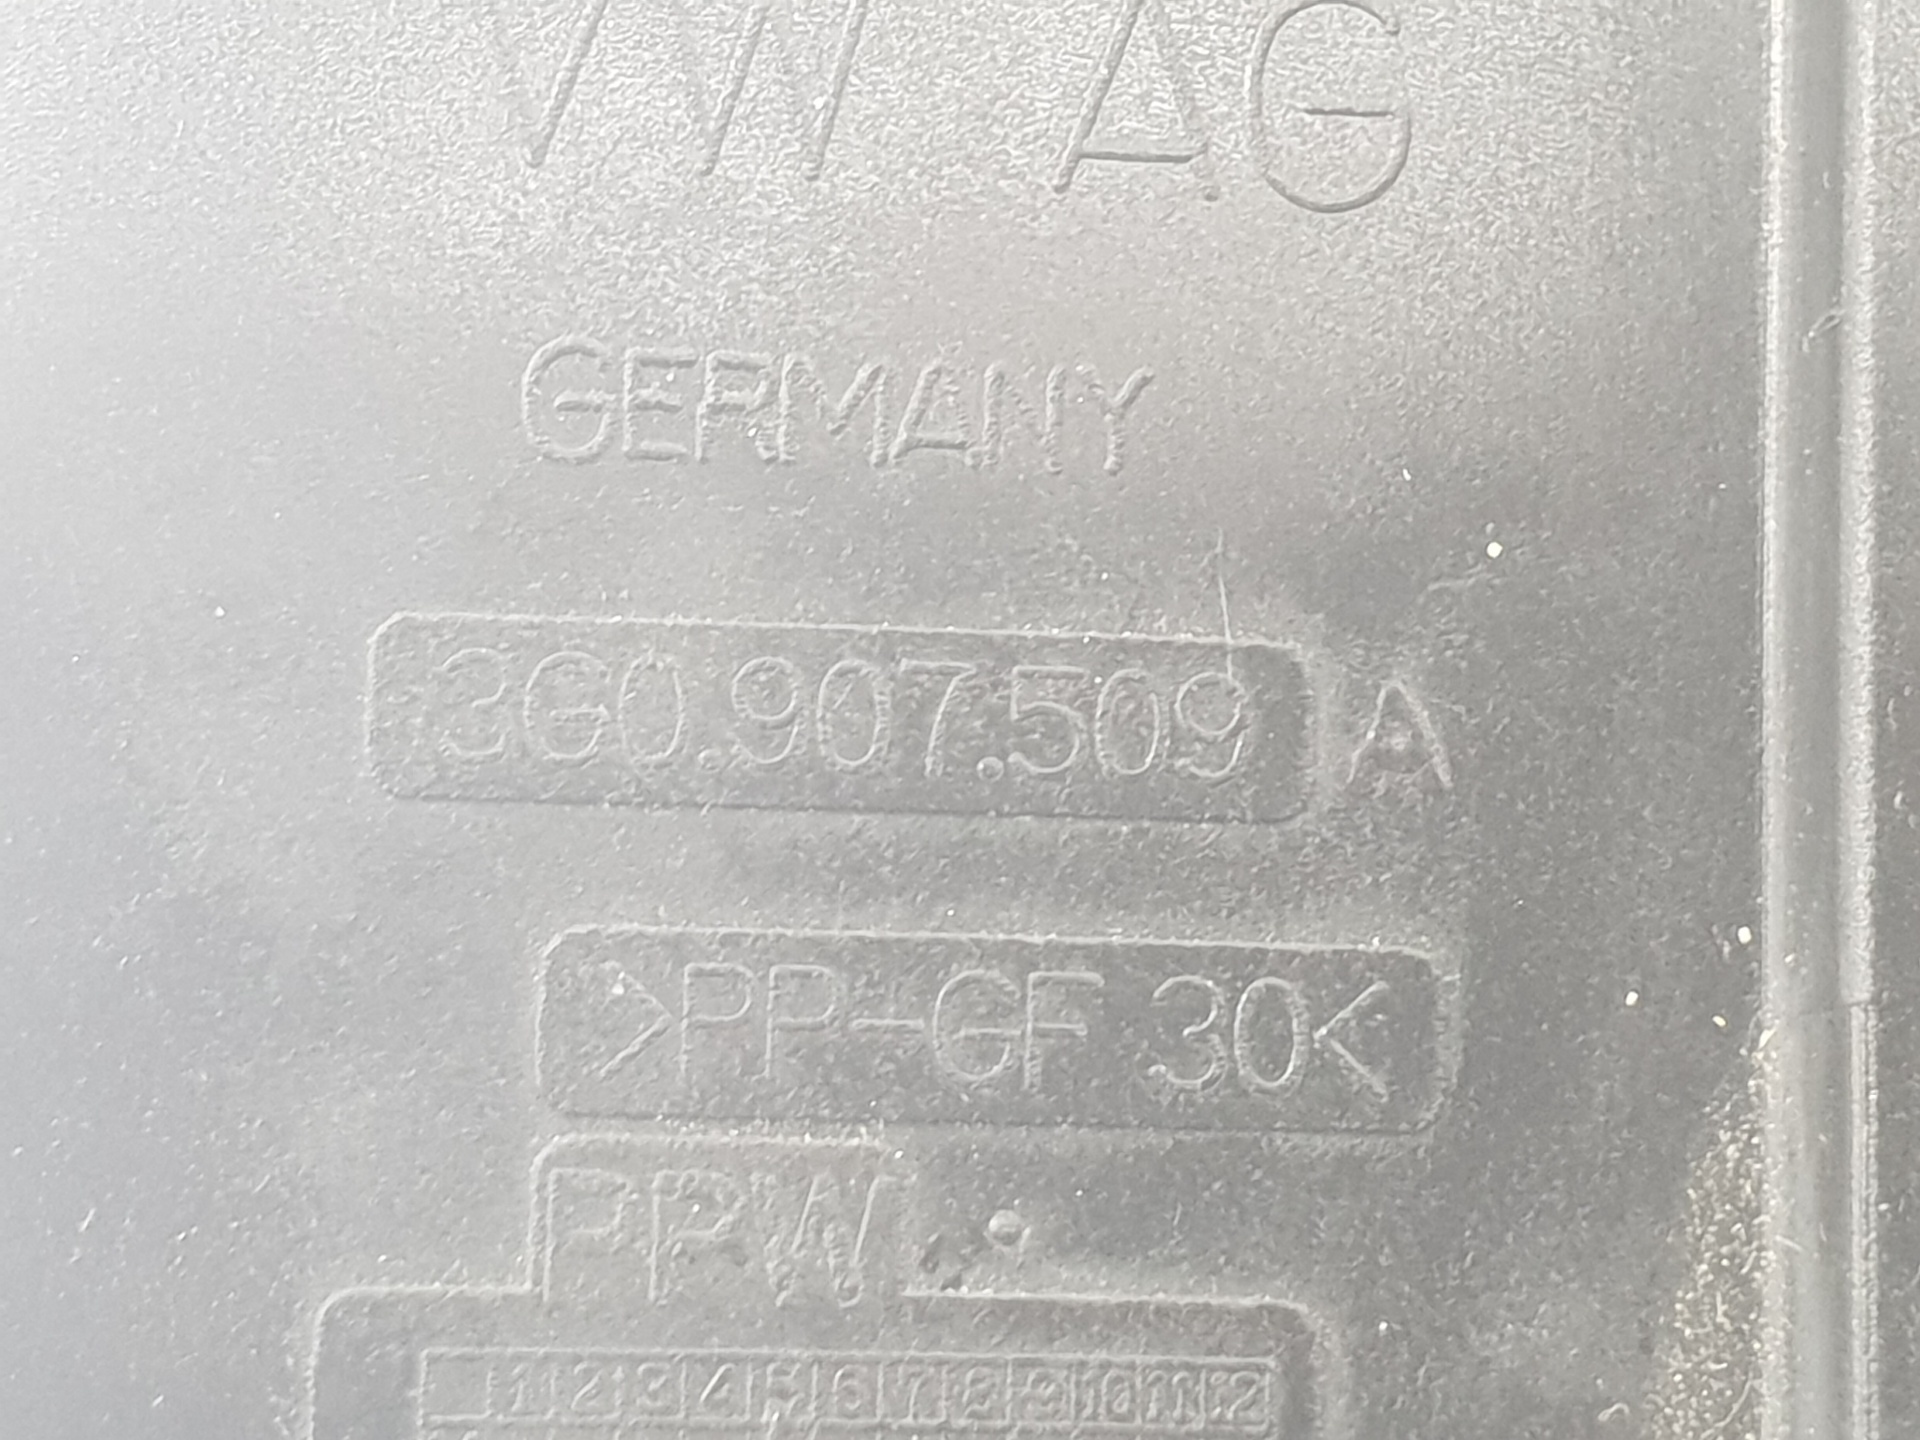 VW AG
GERMANY
3G0.907.509 A
>PP-GF 30<
PPW
1 2 3 4 5 6 7 8 9 10 11 12